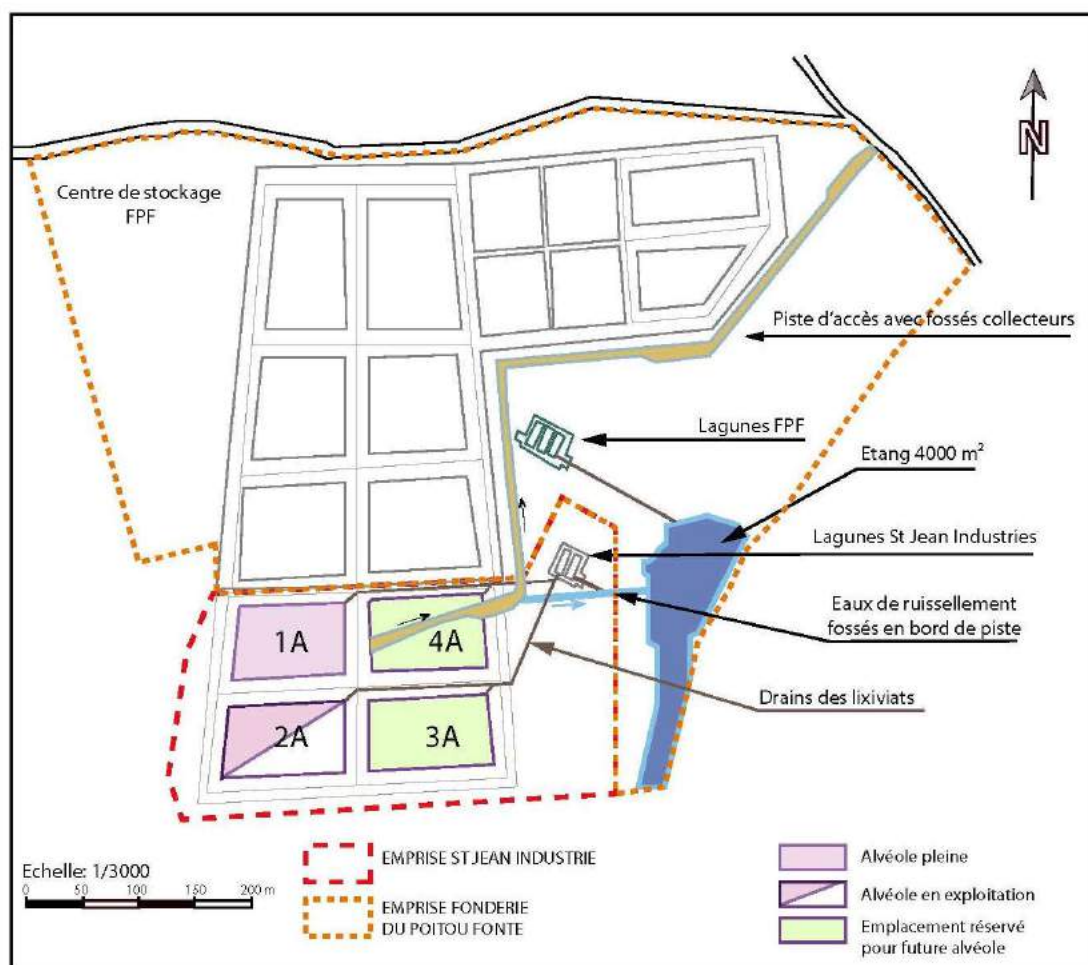 N
Centre de stockage
FPF
Piste d'accès avec fossés collecteurs
Lagunes FPF
Etang 4000 m²
Lagunes St Jean Industries
Eaux de ruissellement
fossés en bord de piste
Drains des lixiviats
1A
4A
2A
3A
Echelle: 1/3000
0 50 100 150 200 m
EMPRISE ST JEAN INDUSTRIE
EMPRISE FONDERIE
DU POITOU FONTE
Alvéole pleine
Alvéole en exploitation
Emplacement réservé
pour future alvéole